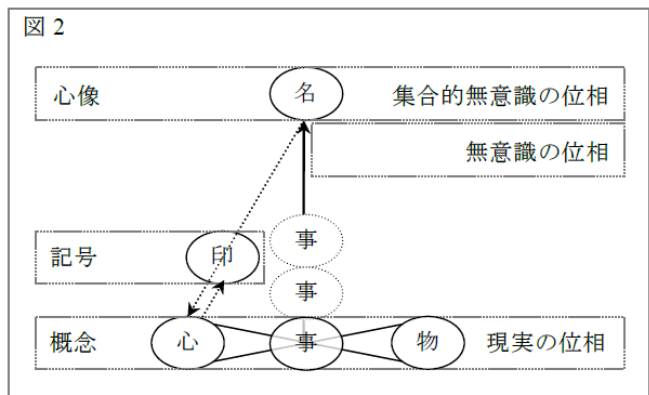 図 2
心像 名 集合的無意識の位相
無意識の位相
事
記号 印
事
概念 心 事 物 現実の位相